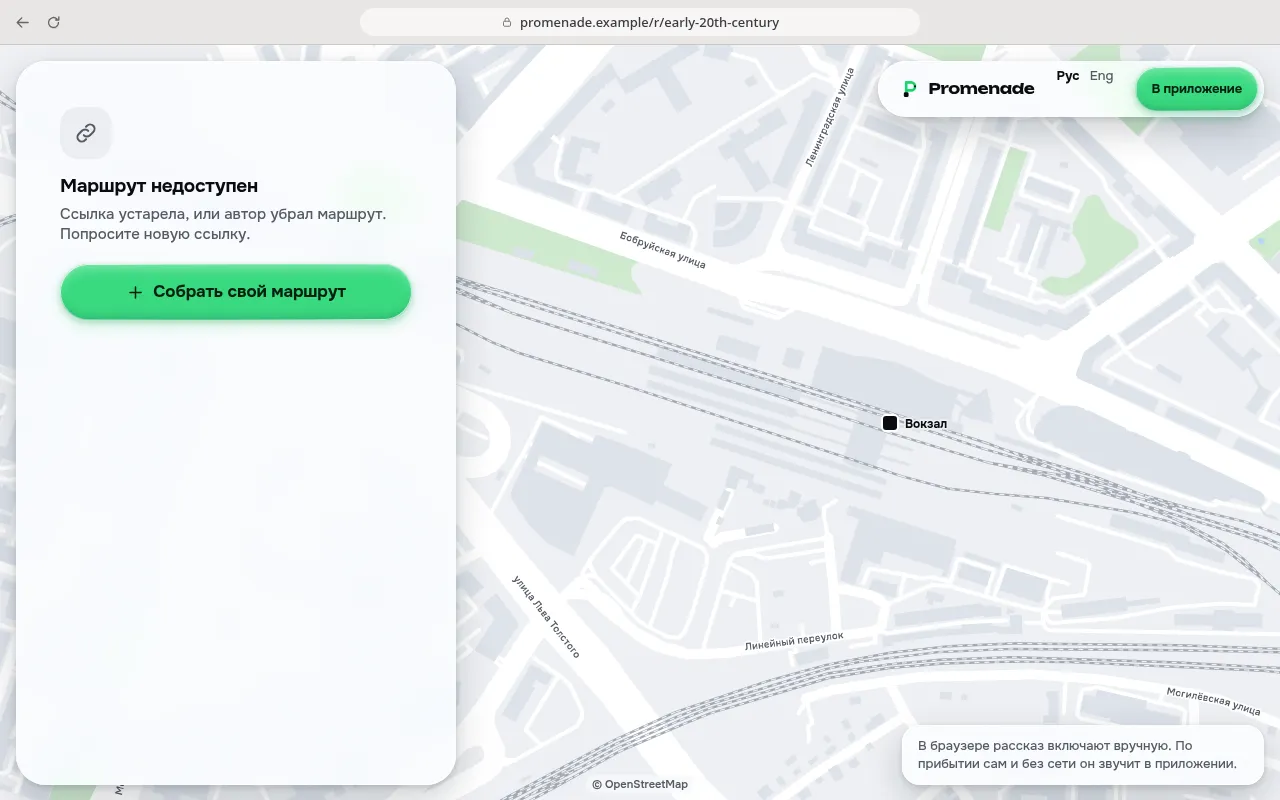 promenade.example/r/early-20th-century
Маршрут недоступен
Ссылка устарела, или автор убрал маршрут.
Попросите новую ссылку.
Собрать свой маршрут
Promenade
Рус Eng
В приложение
Ленинградская улица
Бобруйская улица
Вокзал
улица Льва Толстого
Линейный переулок
Могилёвская улица
В браузере рассказ включают вручную. По
прибытии сам и без сети он звучит в приложении.
© OpenStreetMap